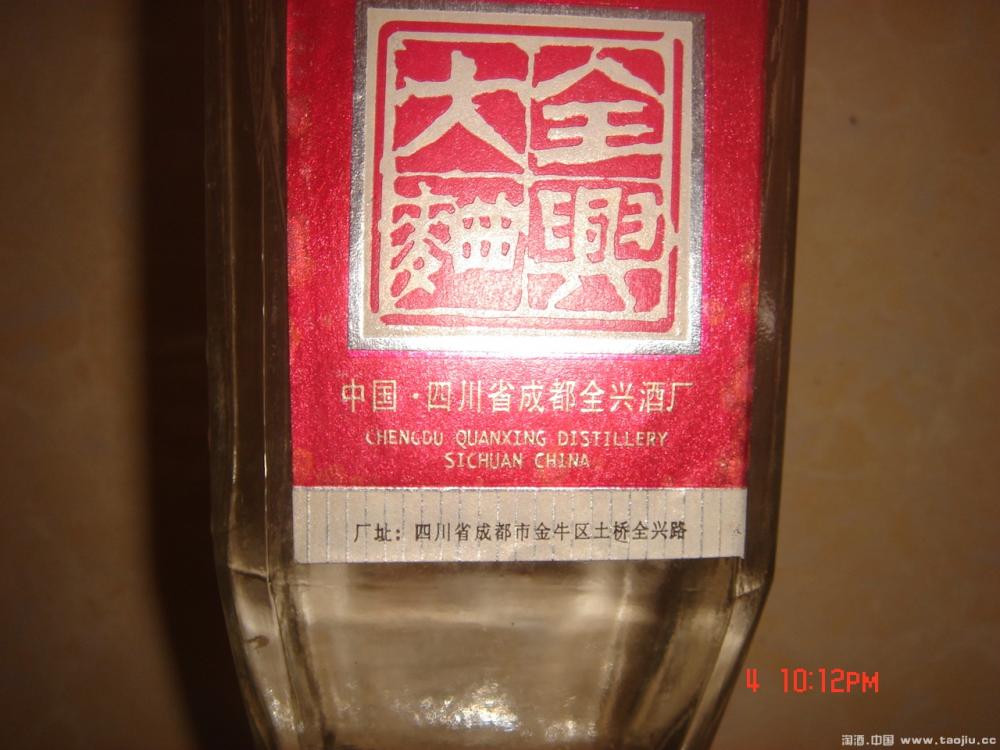 全興
大麯
中国·四川省成都全兴酒厂
CHENGDU QUANXING DISTILLERY
SICHUAN CHINA
厂址：四川省成都市金牛区土桥全兴路
4 10:12PM
淘酒.中国 www.taojiu.cc